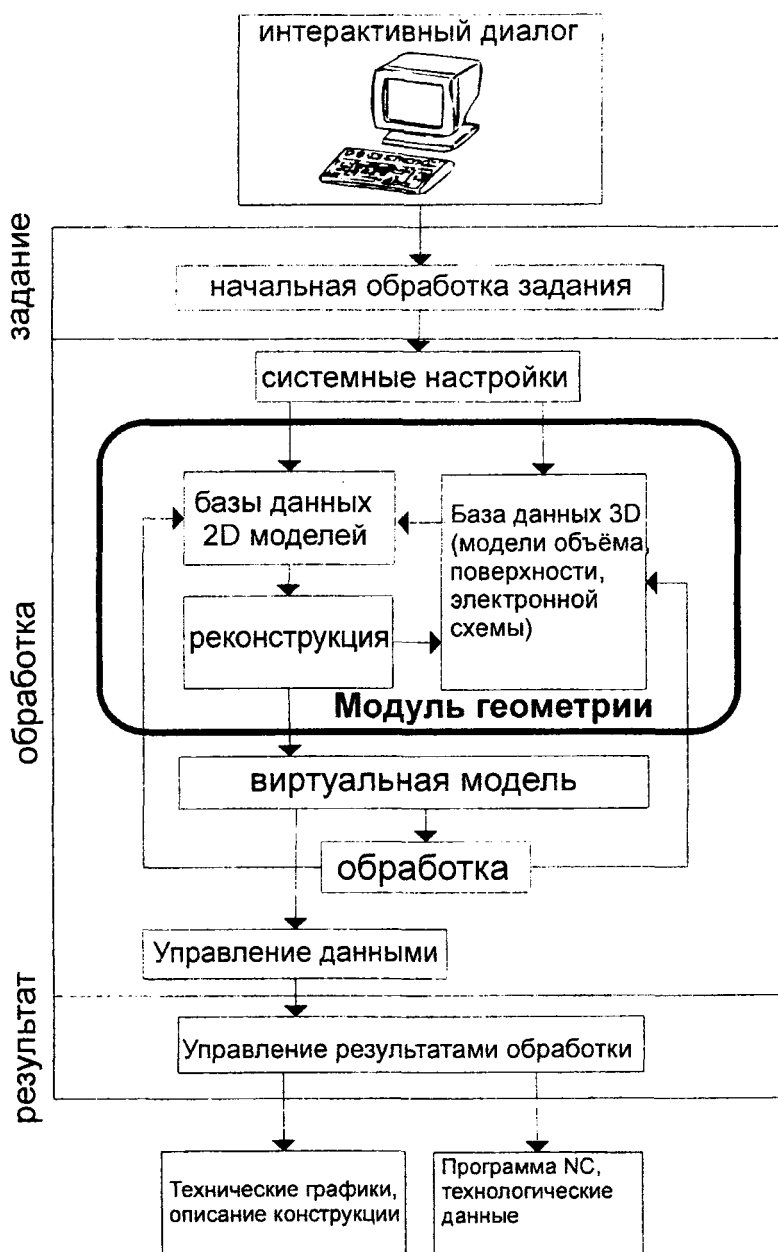 интерактивный диалог
задание
начальная обработка задания
системные настройки
обработка
базы данных
2D моделей
База данных 3D
(модели объёма,
поверхности,
электронной
схемы)
реконструкция
Модуль геометрии
виртуальная модель
обработка
Управление данными
результат
Управление результатами обработки
Технические графики,
описание конструкции
Программа NC,
технологические
данные